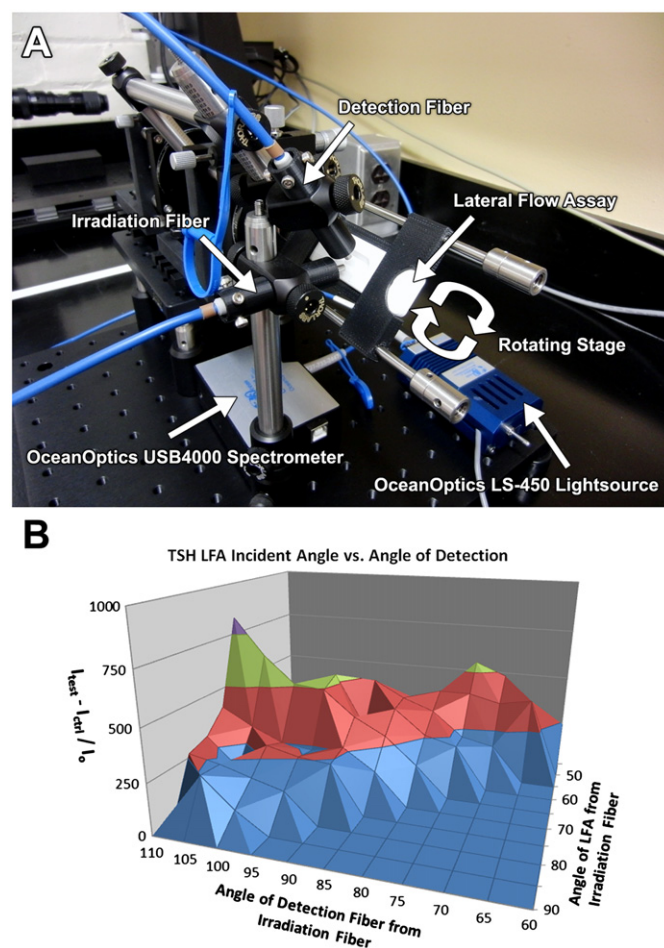 A
Detection Fiber
Lateral Flow Assay
Irradiation Fiber
Rotating Stage
OceanOptics USB4000 Spectrometer
OceanOptics LS-450 Lightsource
B
TSH LFA Incident Angle vs. Angle of Detection
1000
750
500
250
0
I test - I ctrl / I o
110
105
100
95
90
85
80
75
70
65
60
Angle of Detection Fiber from
Irradiation Fiber
50
60
70
80
90
Angle of LFA from
Irradiation Fiber